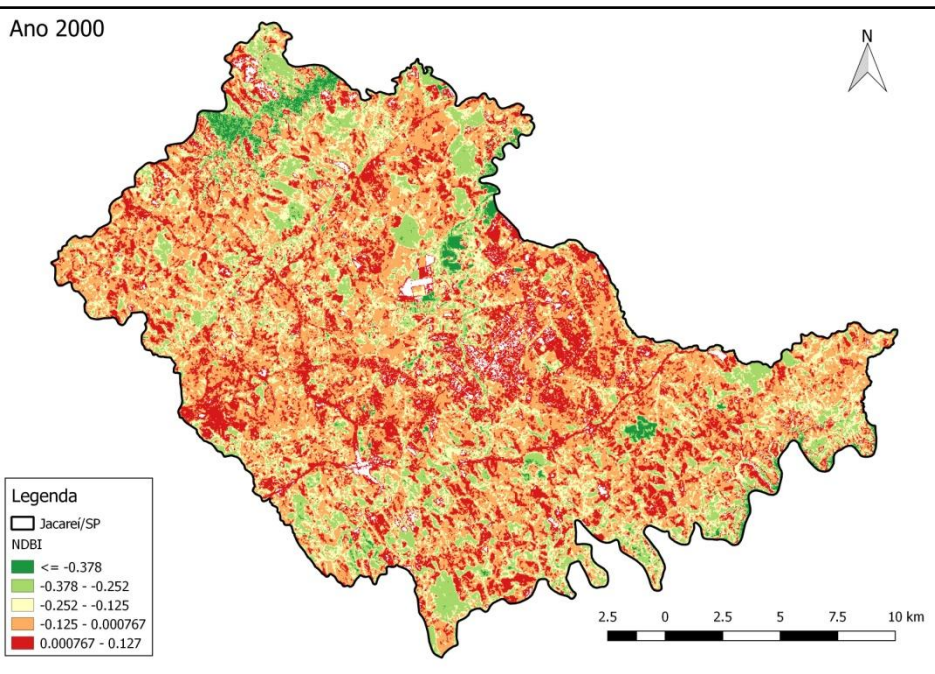 Ano 2000
N
Legenda
Jacareí/SP
NDBI
<= -0.378
-0.378 - -0.252
-0.252 - -0.125
-0.125 - 0.000767
0.000767 - 0.127
2.5 0 2.5 5 7.5 10 km